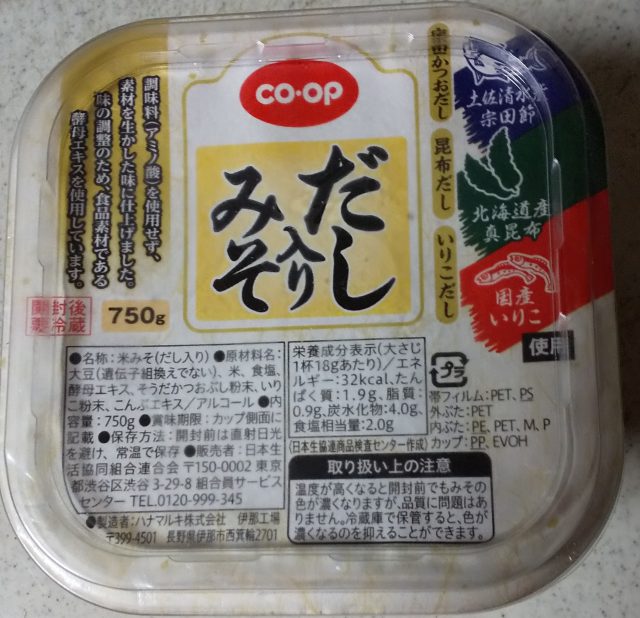 CO·OP
だし
入り
みそ
調味料(アミノ酸)を使用せず、
素材を生かした味に仕上げました。
味の調整のため、食品素材である
酵母エキスを使用しています。
開封後
要冷蔵
750g
宗田かつおだし
昆布だし
いりこだし
土佐清水産
宗田節
北海道産
真昆布
国産
いりこ
使用
●名称:米みそ(だし入り)●原材料名:
大豆(遺伝子組換えでない)、米、食塩、
酵母エキス、そうだかつおぶし粉末、いり
こ粉末、こんぶエキス/アルコール ●内
容量:750g ●賞味期限:カップ側面に
記載 ●保存方法:開封前は直射日光
を避け、常温で保存 ●販売者:日本生
活協同組合連合会 〒150-0002 東京
都渋谷区渋谷 3-29-8 組合員サービス
センター TEL.0120-999-345
●製造者:ハナマルキ株式会社 伊那工場
〒399-4501 長野県伊那市西箕輪2701
栄養成分表示(大さじ
1杯18gあたり)/エネ
ルギー:32kcal、たん
ぱく質:1.9g、脂質:
0.9g、炭水化物:4.0g、
食塩相当量:2.0g
(日本生協連商品検査センター作成)
プラ
帯フィルム:PET, PS
外ぶた:PET
内ぶた:PE, PET, M, P
カップ:PP, EVOH
取り扱い上の注意
温度が高くなると開封前でもみその
色が濃くなりますが、品質に問題はあ
りません。冷蔵庫で保管すると、色が
濃くなるのを抑えることができます。